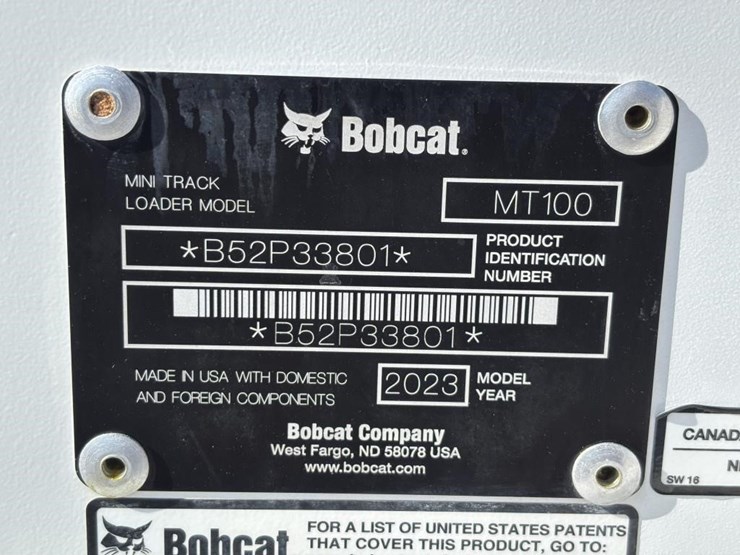 Bobcat.
MINI TRACK
LOADER MODEL
MT100
*B52P33801*
PRODUCT
IDENTIFICATION
NUMBER
*B52P33801*
MADE IN USA WITH DOMESTIC
AND FOREIGN COMPONENTS
2023
MODEL
YEAR
Bobcat Company
West Fargo, ND 58078 USA
www.bobcat.com
CANAD
N
SW 16
Bobcat
FOR A LIST OF UNITED STATES PATENTS
THAT COVER THIS PRODUCT, GO TO: